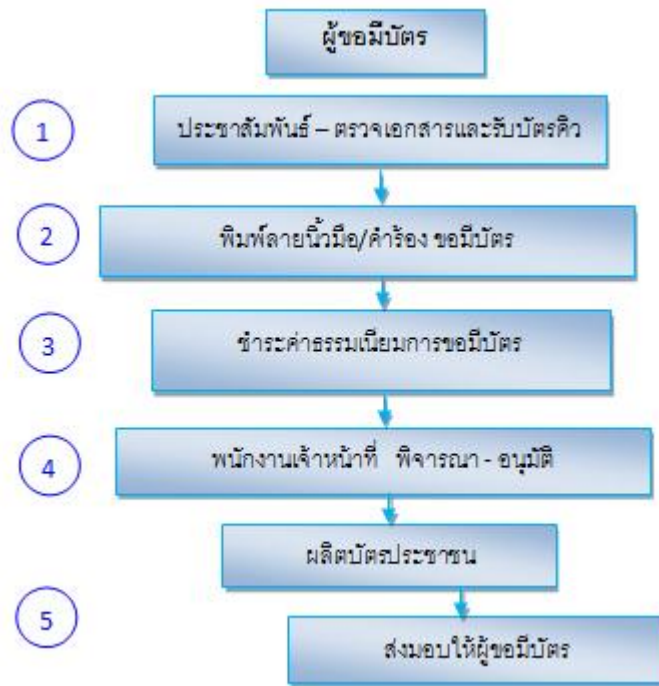 ผู้ขอมีบัตร
1
ประชาสัมพันธ์ – ตรวจเอกสารและรับบัตรคิว
2
พิมพ์ลายนิ้วมือ/คำร้อง ขอมีบัตร
3
ชำระค่าธรรมเนียมการขอมีบัตร
4
พนักงานเจ้าหน้าที่ พิจารณา - อนุมัติ
ผลิตบัตรประชาชน
5
ส่งมอบให้ผู้ขอมีบัตร